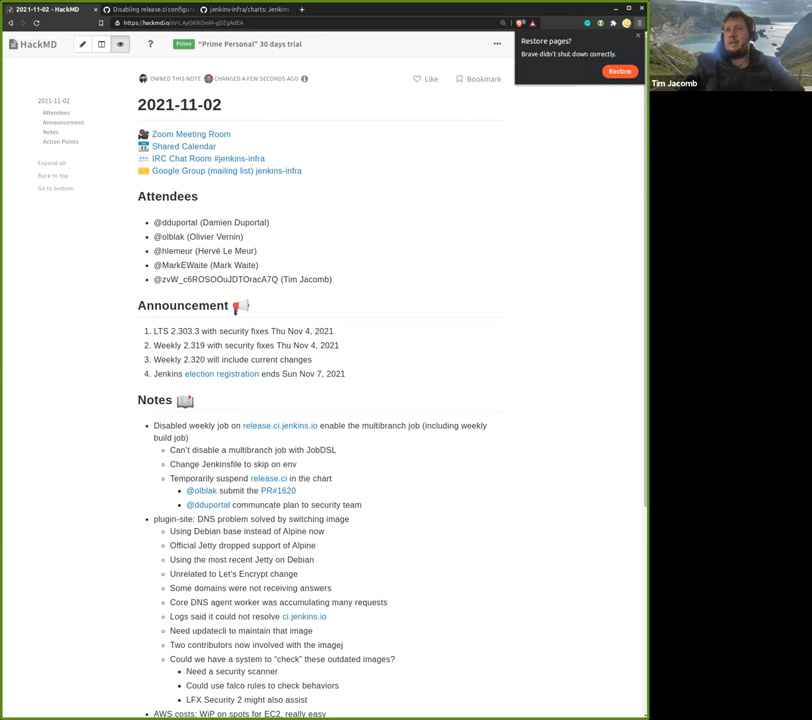 2021-11-02 - HackMD
Disabling release.ci configura
jenkins-infra/charts: Jenkins
HackMD
"Prime Personal" 30 days trial
Prime
Restore pages?
Brave didn't shut down correctly.
Restore
Tim Jacomb
OWNED THIS NOTE
CHANGED A FEW SECONDS AGO
Like
Bookmark
2021-11-02
Attendees
Announcement
Notes
Action Points
Expand all
Back to top
Go to bottom
2021-11-02
Zoom Meeting Room
Shared Calendar
IRC Chat Room #jenkins-infra
Google Group (mailing list) jenkins-infra
Attendees
@dduportal (Damien Duportal)
@olblak (Olivier Vernin)
@hlemeur (Hervé Le Meur)
@MarkEWaite (Mark Waite)
@zvW_c6ROSOOuJDTOracA7Q (Tim Jacomb)
Announcement
1. LTS 2.303.3 with security fixes Thu Nov 4, 2021
2. Weekly 2.319 with security fixes Thu Nov 4, 2021
3. Weekly 2.320 will include current changes
4. Jenkins election registration ends Sun Nov 7, 2021
Notes
Disabled weekly job on release.ci.jenkins.io enable the multibranch job (including weekly
build job)
Can't disable a multibranch job with JobDSL
Change Jenkinsfile to skip on env
Temporarily suspend release.ci in the chart
@olblak submit the PR#1620
@dduportal communcate plan to security team
plugin-site: DNS problem solved by switching image
Using Debian base instead of Alpine now
Official Jetty dropped support of Alpine
Using the most recent Jetty on Debian
Unrelated to Let's Encrypt change
Some domains were not receiving answers
Core DNS agent worker was accumulating many requests
Logs said it could not resolve ci.jenkins.io
Need updatecli to maintain that image
Two contributors now involved with the imagej
Could we have a system to "check" these outdated images?
Need a security scanner
Could use falco rules to check behaviors
LFX Security 2 might also assist
AWS costs: WiP on spots for EC2, really easy